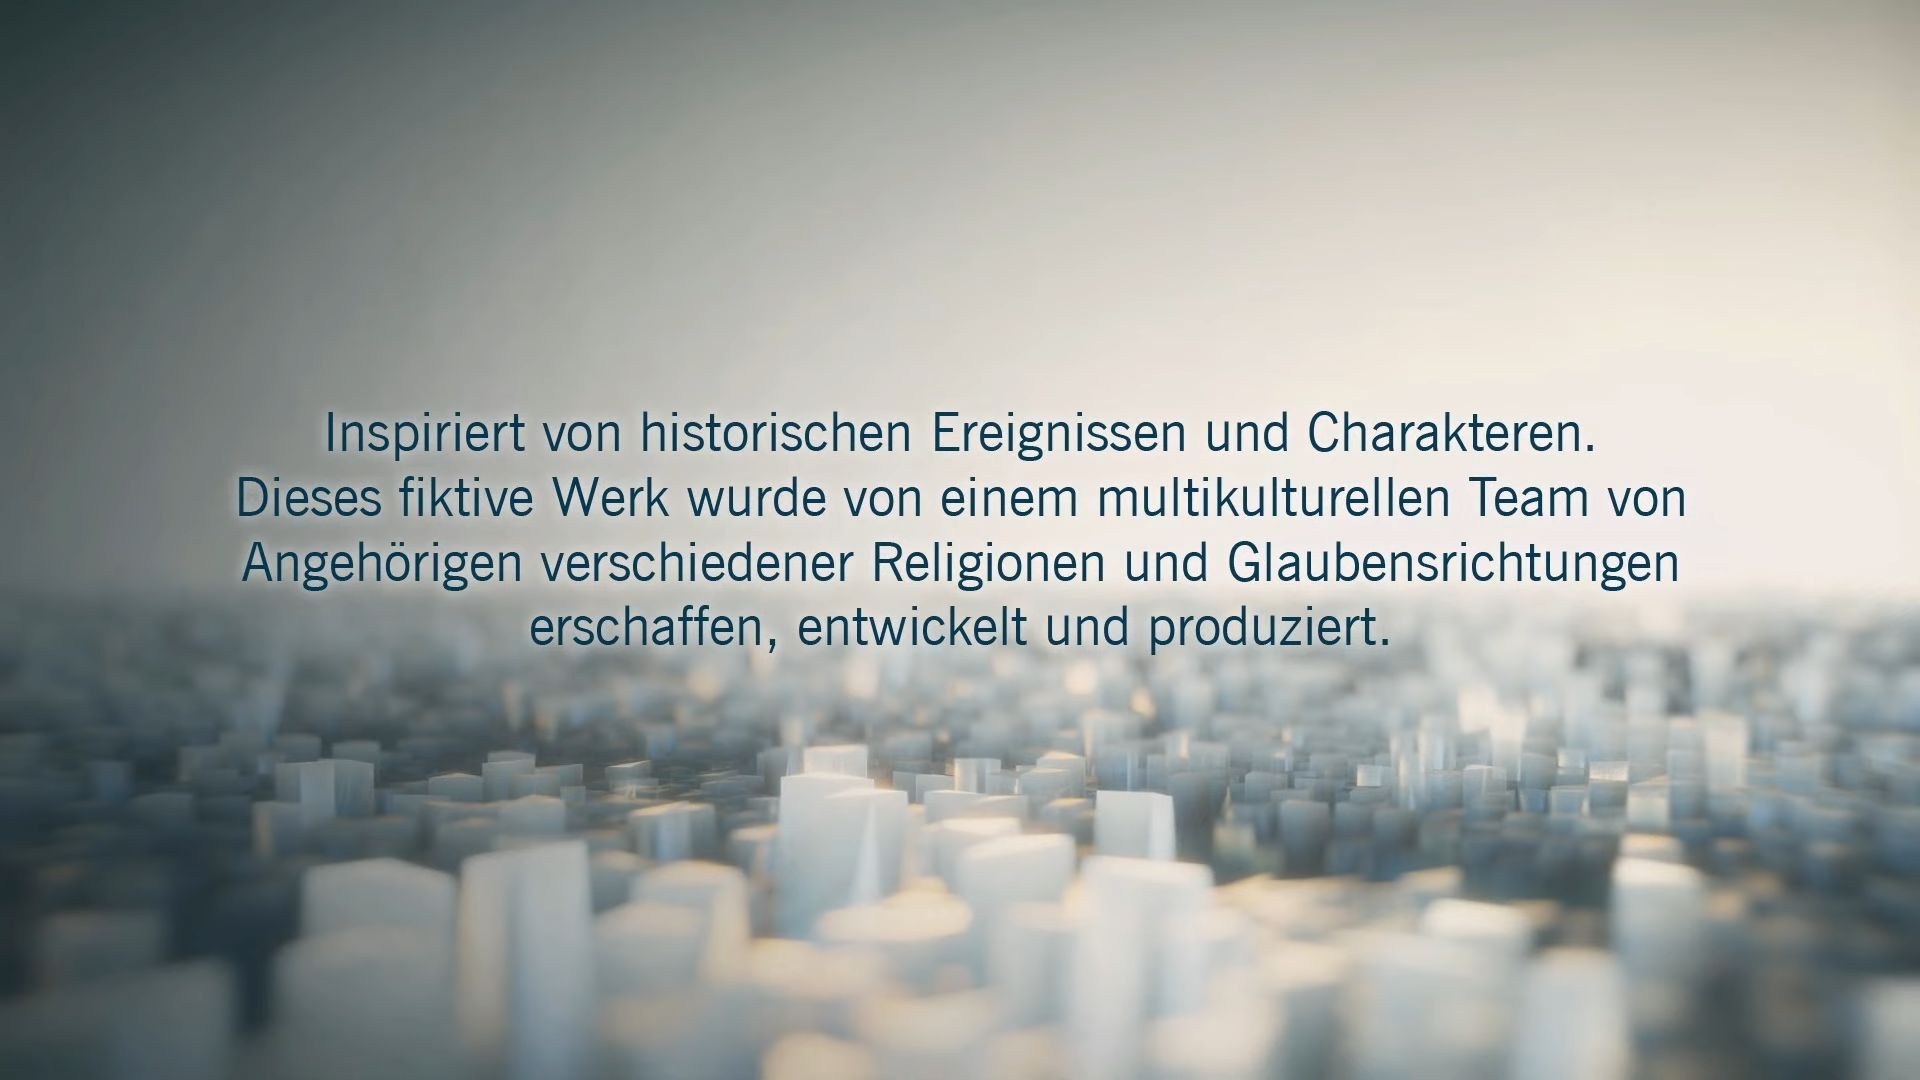 Inspiriert von historischen Ereignissen und Charakteren.
Dieses fiktive Werk wurde von einem multikulturellen Team von
Angehörigen verschiedener Religionen und Glaubensrichtungen
erschaffen, entwickelt und produziert.